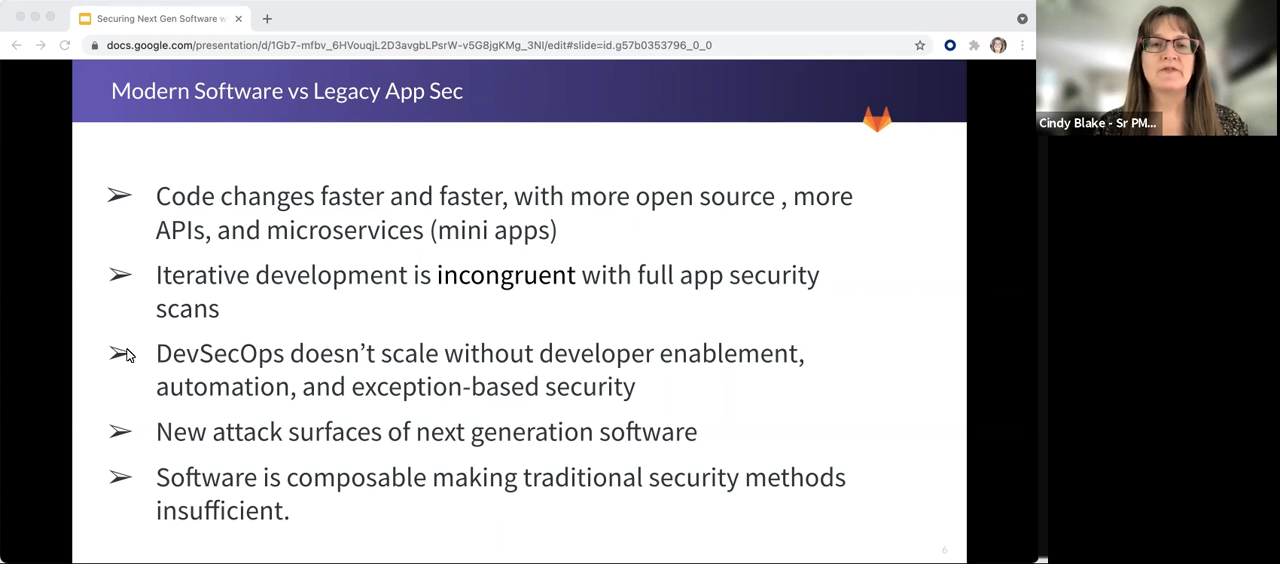 Securing Next Gen Software w
docs.google.com/presentation/d/1Gb7-mfbv_6HVouqjL2D3avgbLPsrW-v5G8jgKMg_3NI/edit#slide=id.g57b0353796_0_0
Modern Software vs Legacy App Sec
Cindy Blake - Sr PM...
➢ Code changes faster and faster, with more open source , more
APIs, and microservices (mini apps)
➢ Iterative development is incongruent with full app security
scans
➢ DevSecOps doesn’t scale without developer enablement,
automation, and exception-based security
➢ New attack surfaces of next generation software
➢ Software is composable making traditional security methods
insufficient.
6